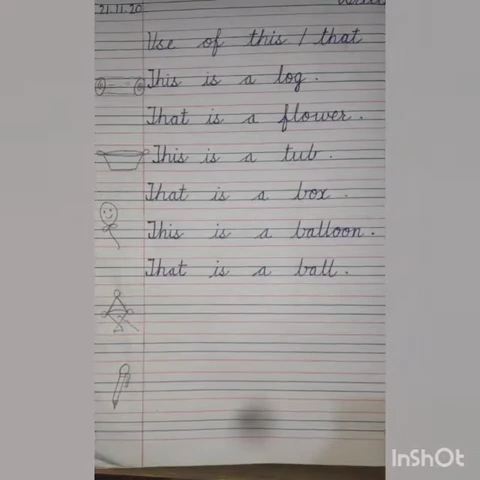 21.11.20
Use of this / that
This is a log.
That is a flower.
This is a tub.
That is a box.
This is a balloon.
That is a ball.
InShOt